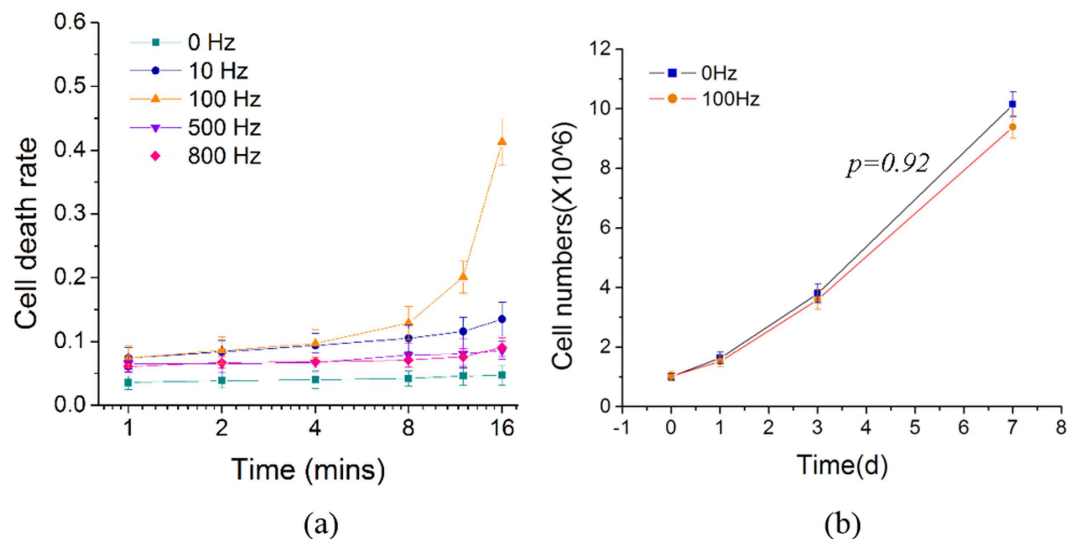 0.6
0.5
0.4
0.3
0.2
0.1
0.0
Cell death rate
0 Hz
10 Hz
100 Hz
500 Hz
800 Hz
1 2 4 8 16
Time (mins)
(a)
12
10
8
6
4
2
0
Cell numbers(X10^6)
0Hz
100Hz
p=0.92
-1 0 1 2 3 4 5 6 7 8
Time(d)
(b)